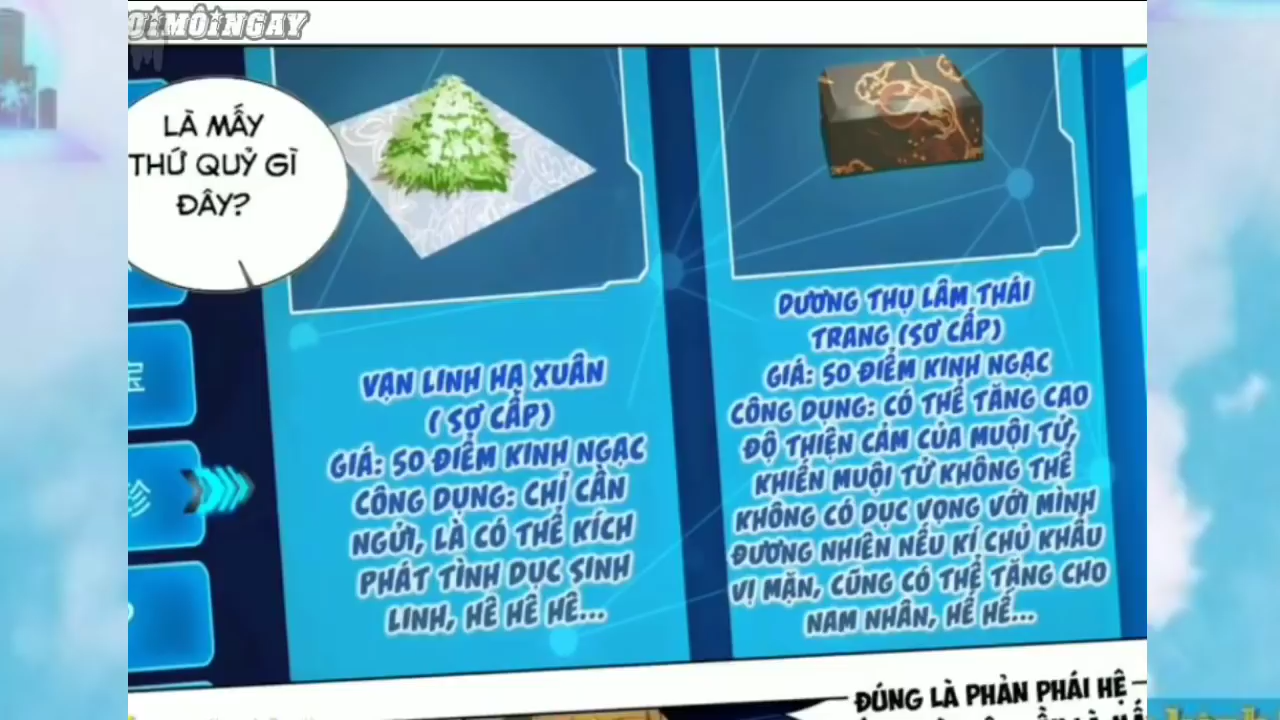 ƠIMÔINGAY
LÀ MẤY
THỨ QUỶ GÌ
ĐÂY?
VẠN LINH HẠ XUÂN
(SƠ CẤP)
GIÁ: 50 ĐIỂM KINH NGẠC
CÔNG DỤNG: CHỈ CẦN
NGỬI, LÀ CÓ THỂ KÍCH
PHÁT TÌNH DỤC SINH
LINH, HÊ HÊ HÊ...
DƯƠNG THỤ LÂM THÁI
TRANG (SƠ CẤP)
GIÁ: 50 ĐIỂM KINH NGẠC
CÔNG DỤNG: CÓ THỂ TĂNG CAO
ĐỘ THIỆN CẢM CỦA MUỘI TỬ,
KHIẾN MUỘI TỬ KHÔNG THỂ
KHÔNG CÓ DỤC VỌNG VỚI MÌNH
ĐƯƠNG NHIÊN NẾU KÍ CHỦ KHẨU
VỊ MẶN, CŨNG CÓ THỂ TĂNG CHO
NAM NHÂN, HẾ HẾ...
ĐÚNG LÀ PHẢN PHÁI HỆ